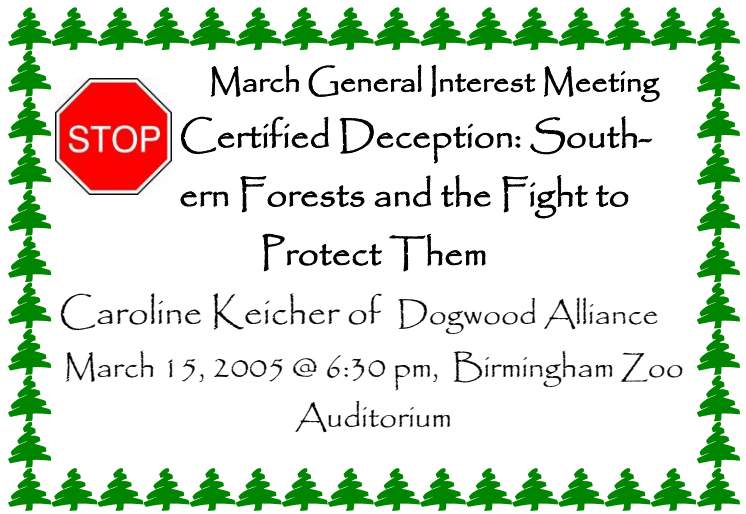 March General Interest Meeting
STOP
Certified Deception: South-
ern Forests and the Fight to
Protect Them
Caroline Keicher of Dogwood Alliance
March 15, 2005 @ 6:30 pm, Birmingham Zoo
Auditorium